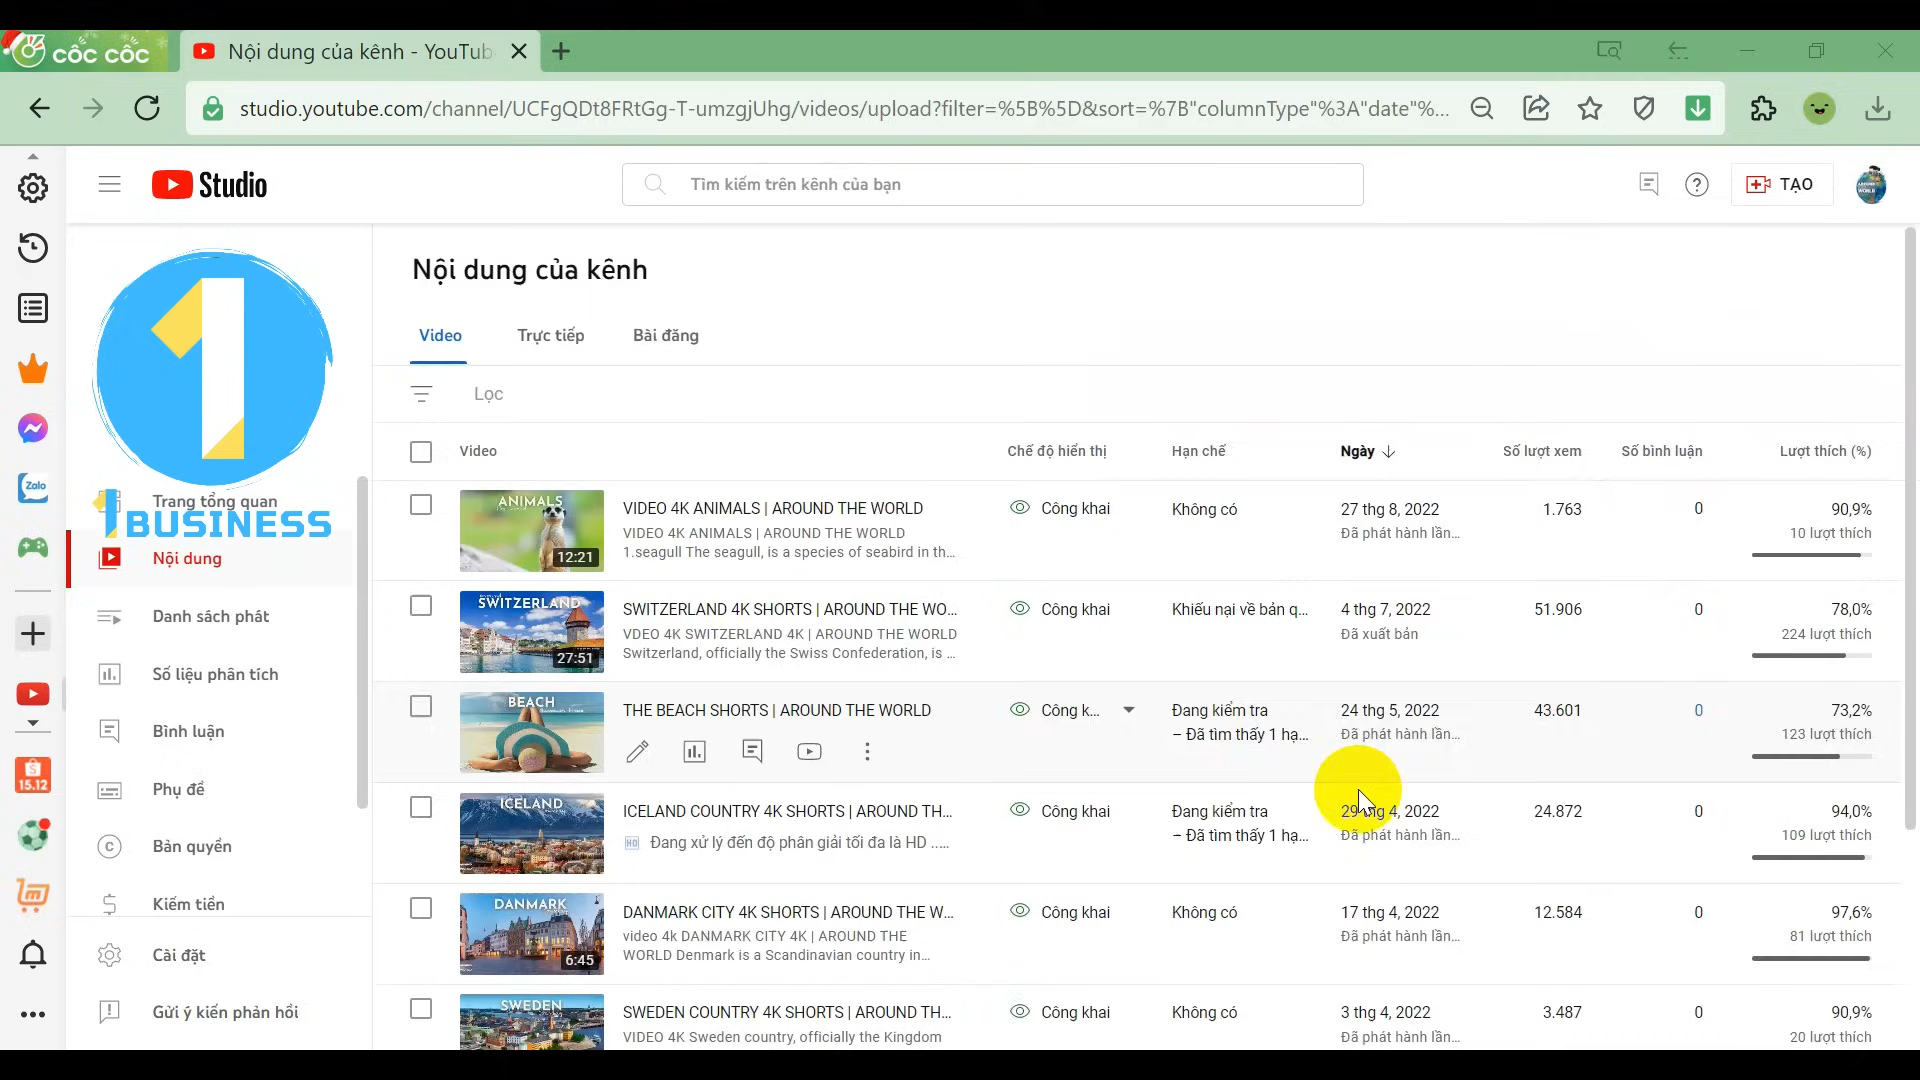 cốc cốc
Nội dung của kênh - YouTub
studio.youtube.com/channel/UCFgQDt8FRtGg-T-umzgjUhg/videos/upload?filter=%5B%5D&sort=%7B"columnType"%3A"date"%...
Studio
Tìm kiếm trên kênh của bạn
TẠO
Nội dung của kênh
Video
Trực tiếp
Bài đăng
Lọc
Video
Chế độ hiển thị
Hạn chế
Ngày
Số lượt xem
Số bình luận
Lượt thích (%)
ANIMALS
12:21
VIDEO 4K ANIMALS | AROUND THE WORLD
VIDEO 4K ANIMALS | AROUND THE WORLD
1.seagull The seagull, is a species of seabird in th...
Công khai
Không có
27 thg 8, 2022
Đã phát hành lần...
1.763
0
90,9%
10 lượt thích
SWITZERLAND
27:51
SWITZERLAND 4K SHORTS | AROUND THE WO...
VDEO 4K SWITZERLAND 4K | AROUND THE WORLD
Switzerland, officially the Swiss Confederation, is ...
Công khai
Khiếu nại về bản q...
4 thg 7, 2022
Đã xuất bản
51.906
0
78,0%
224 lượt thích
BEACH
THE BEACH SHORTS | AROUND THE WORLD
Công k...
Đang kiểm tra
– Đã tìm thấy 1 hạ...
24 thg 5, 2022
Đã phát hành lần...
43.601
0
73,2%
123 lượt thích
ICELAND
ICELAND COUNTRY 4K SHORTS | AROUND TH...
HD Đang xử lý đến độ phân giải tối đa là HD .....
Công khai
Đang kiểm tra
– Đã tìm thấy 1 hạ...
29 thg 4, 2022
Đã phát hành lần...
24.872
0
94,0%
109 lượt thích
DANMARK
6:45
DANMARK CITY 4K SHORTS | AROUND THE W...
video 4k DANMARK CITY 4K | AROUND THE
WORLD Denmark is a Scandinavian country in...
Công khai
Không có
17 thg 4, 2022
Đã phát hành lần...
12.584
0
97,6%
81 lượt thích
SWEDEN
SWEDEN COUNTRY 4K SHORTS | AROUND TH...
VIDEO 4K Sweden country, officially the Kingdom
Công khai
Không có
3 thg 4, 2022
Đã phát hành lần...
3.487
0
90,9%
20 lượt thích
1
Trang tổng quan
1BUSINESS
Nội dung
Danh sách phát
Số liệu phân tích
Bình luận
Phụ đề
Bản quyền
Kiếm tiền
Cài đặt
Gửi ý kiến phản hồi
Zalo
15.12